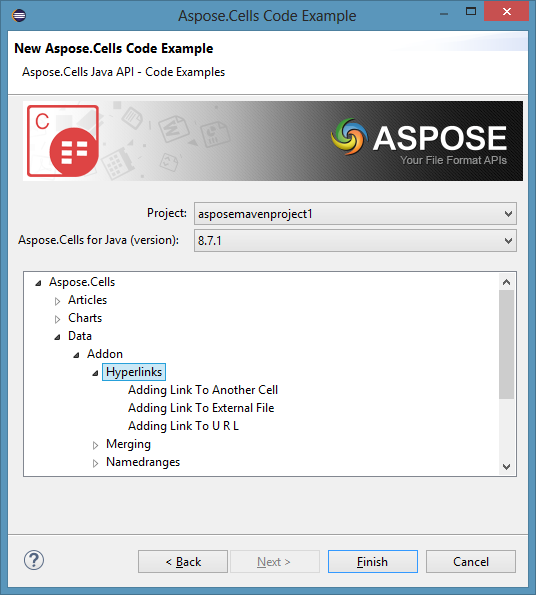 Aspose.Cells Code Example
New Aspose.Cells Code Example
Aspose.Cells Java API - Code Examples
C
ASPOSE
Your File Format APIs
Project: asposemavenproject1
Aspose.Cells for Java (version): 8.7.1
Aspose.Cells
Articles
Charts
Data
Addon
Hyperlinks
Adding Link To Another Cell
Adding Link To External File
Adding Link To U R L
Merging
Namedranges
?
< Back Next > Finish Cancel